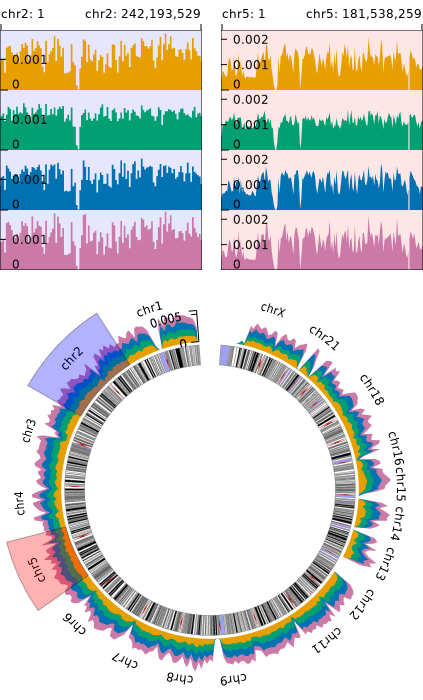 chr2: 1 chr2: 242,193,529 chr5: 1 chr5: 181,538,259
0.001 0.002
0.001
0 0
0.001 0.002
0.001
0 0
0.001 0.002
0.001
0 0
0.001 0.002
0.001
0 0
chr1 0.005 0
chrX
chr21
chr18
chr16
chr15
chr14
chr13
chr12
chr11
chr9
chr8
chr7
chr6
chr5
chr4
chr3
chr2